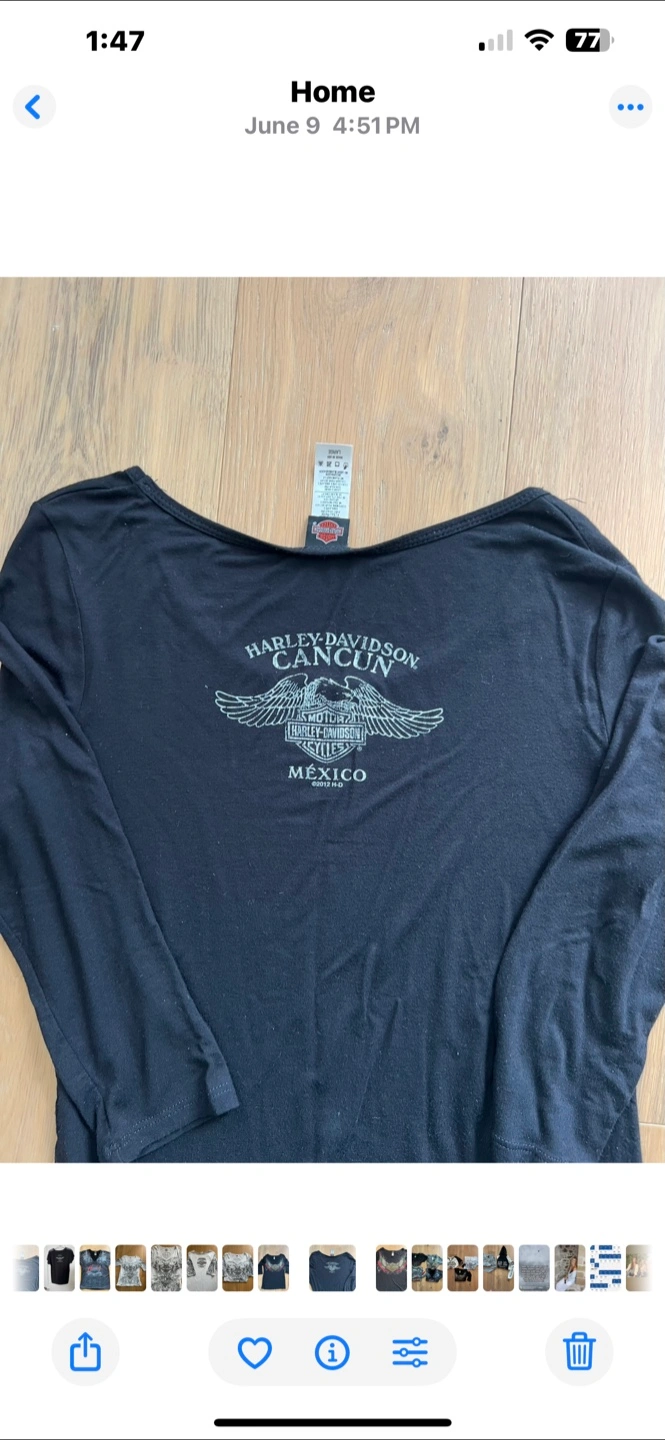 1:47
77
Home
June 9 4:51 PM
HARLEY-DAVIDSON
CANCUN
MOTOR
HARLEY-DAVIDSON
CYCLES
MÉXICO
©2012 H-D